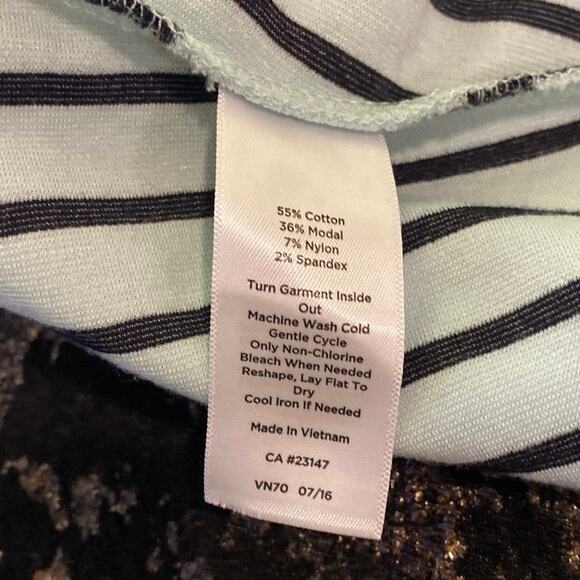 55% Cotton
36% Modal
7% Nylon
2% Spandex
Turn Garment Inside
Out
Machine Wash Cold
Gentle Cycle
Only Non-Chlorine
Bleach When Needed
Reshape, Lay Flat To
Dry
Cool Iron If Needed
Made In Vietnam
CA #23147
VN70 07/16